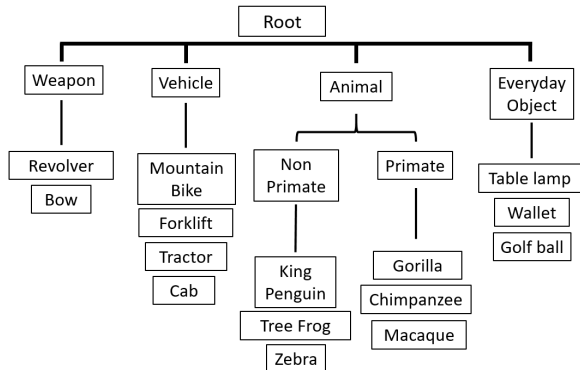 Root
Weapon
Vehicle
Animal
Everyday
Object
Revolver
Bow
Mountain
Bike
Forklift
Tractor
Cab
Non
Primate
King
Penguin
Tree Frog
Zebra
Primate
Gorilla
Chimpanzee
Macaque
Table lamp
Wallet
Golf ball